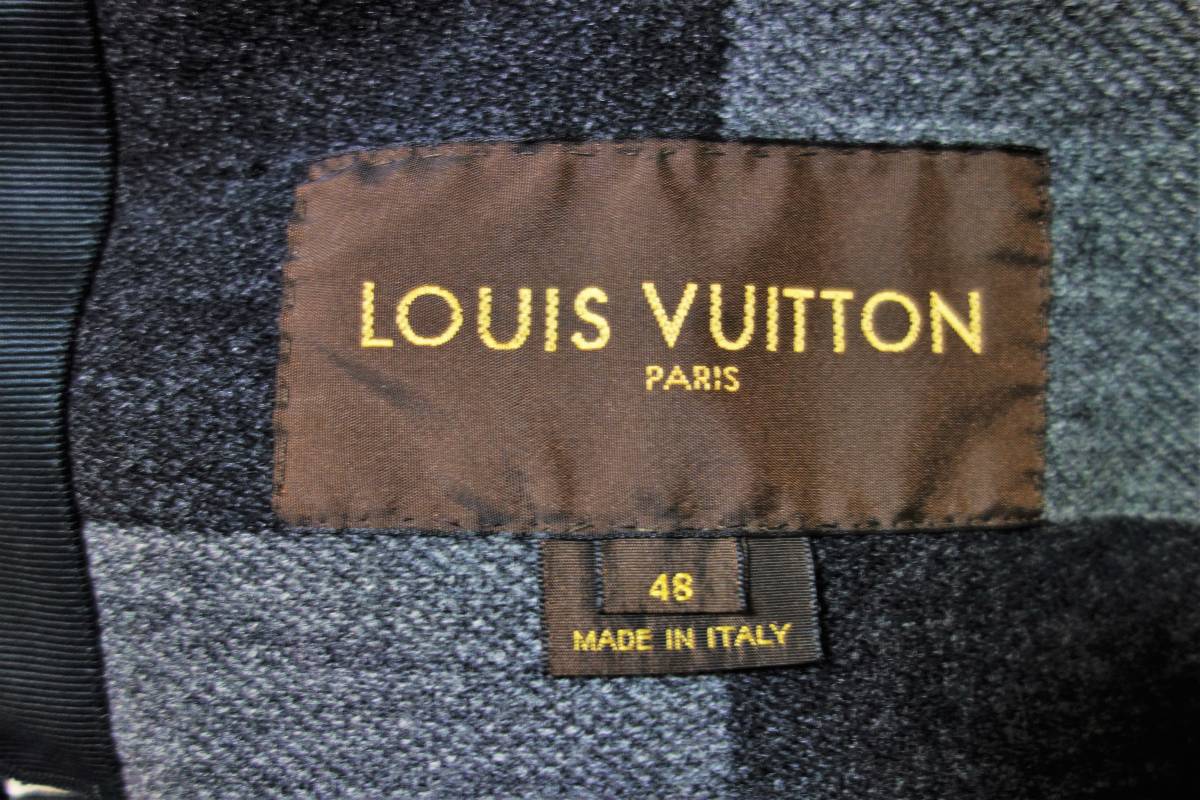 LOUIS VUITTON
PARIS
48
MADE IN ITALY